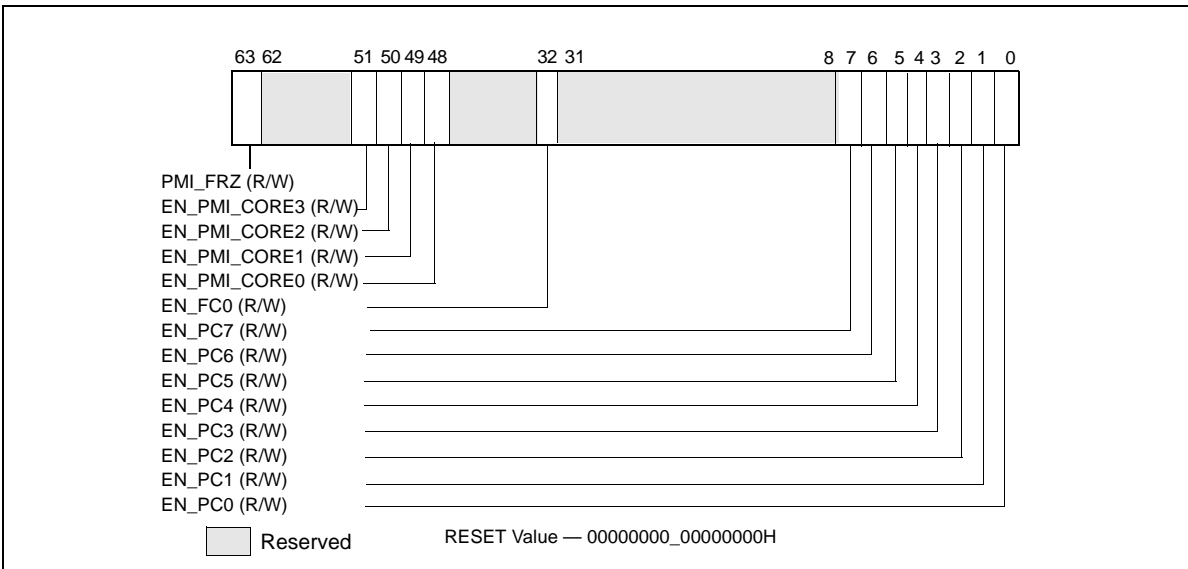 63 62 51 50 49 48 32 31 8 7 6 5 4 3 2 1 0
PMI_FRZ (R/W)
EN_PMI_CORE3 (R/W)
EN_PMI_CORE2 (R/W)
EN_PMI_CORE1 (R/W)
EN_PMI_CORE0 (R/W)
EN_FC0 (R/W)
EN_PC7 (R/W)
EN_PC6 (R/W)
EN_PC5 (R/W)
EN_PC4 (R/W)
EN_PC3 (R/W)
EN_PC2 (R/W)
EN_PC1 (R/W)
EN_PC0 (R/W)
Reserved RESET Value — 00000000_00000000H